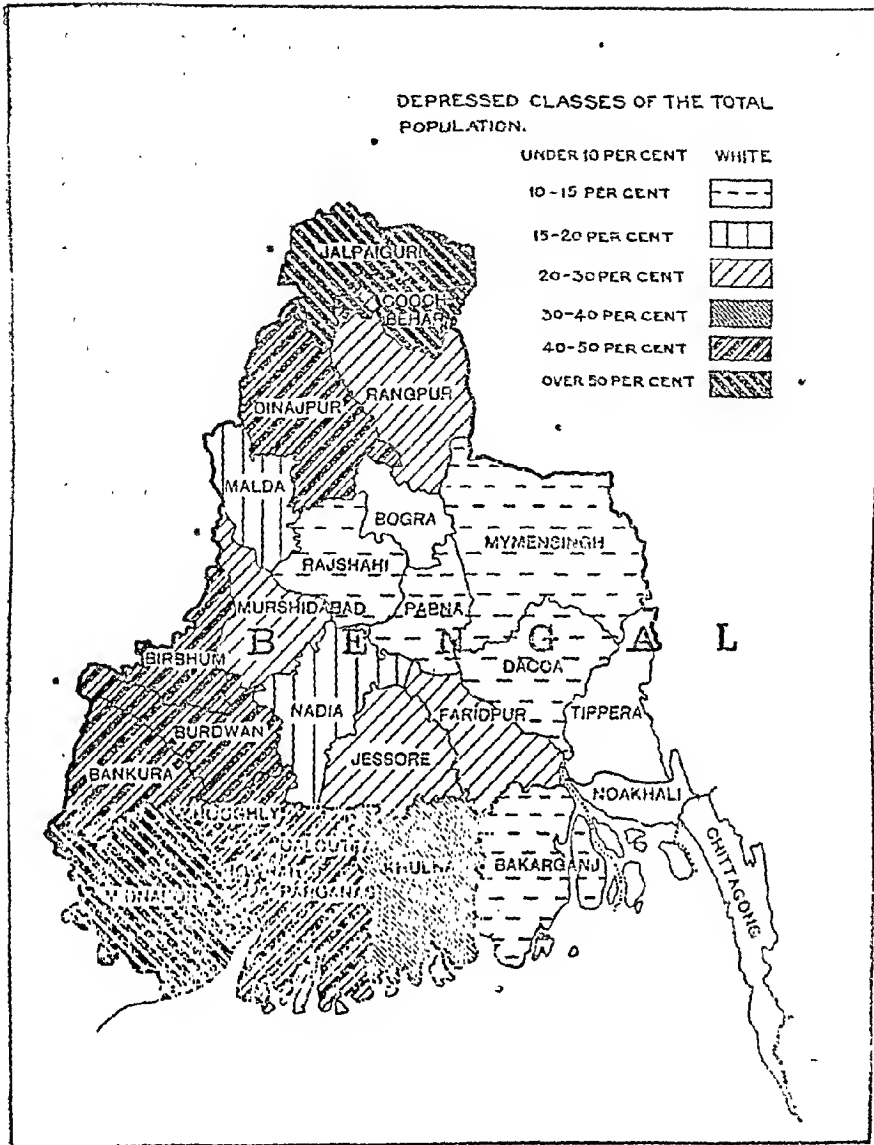 DEPRESSED CLASSES OF THE TOTAL
POPULATION.
UNDER 10 PER CENT WHITE
10-15 PER CENT
15-20 PER CENT
20-30 PER CENT
30-40 PER CENT
40-50 PER CENT
OVER 50 PER CENT
JALPAIGURI
COOCH
BEHAR
RANGPUR
DINAJPUR
MALDA
BOGRA
MYMENSINGH
RAJSHAHI
MURSHIDABAD
PABNA
BENGAL
BIRBHUM
DACCA
NADIA
FARIDPUR
TIPPERA
BURDWAN
JESSORE
BANKURA
NOAKHALI
HOOGHLY
KHULNA
BAKARGANJ
PARGANAS
CHITTAGONG